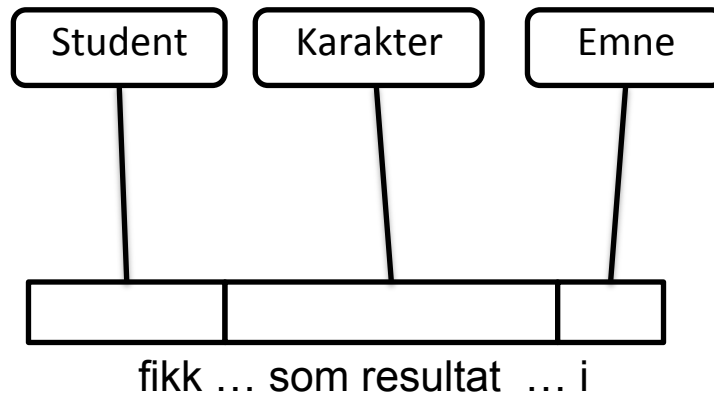 Student Karakter Emne
fikk … som resultat … i